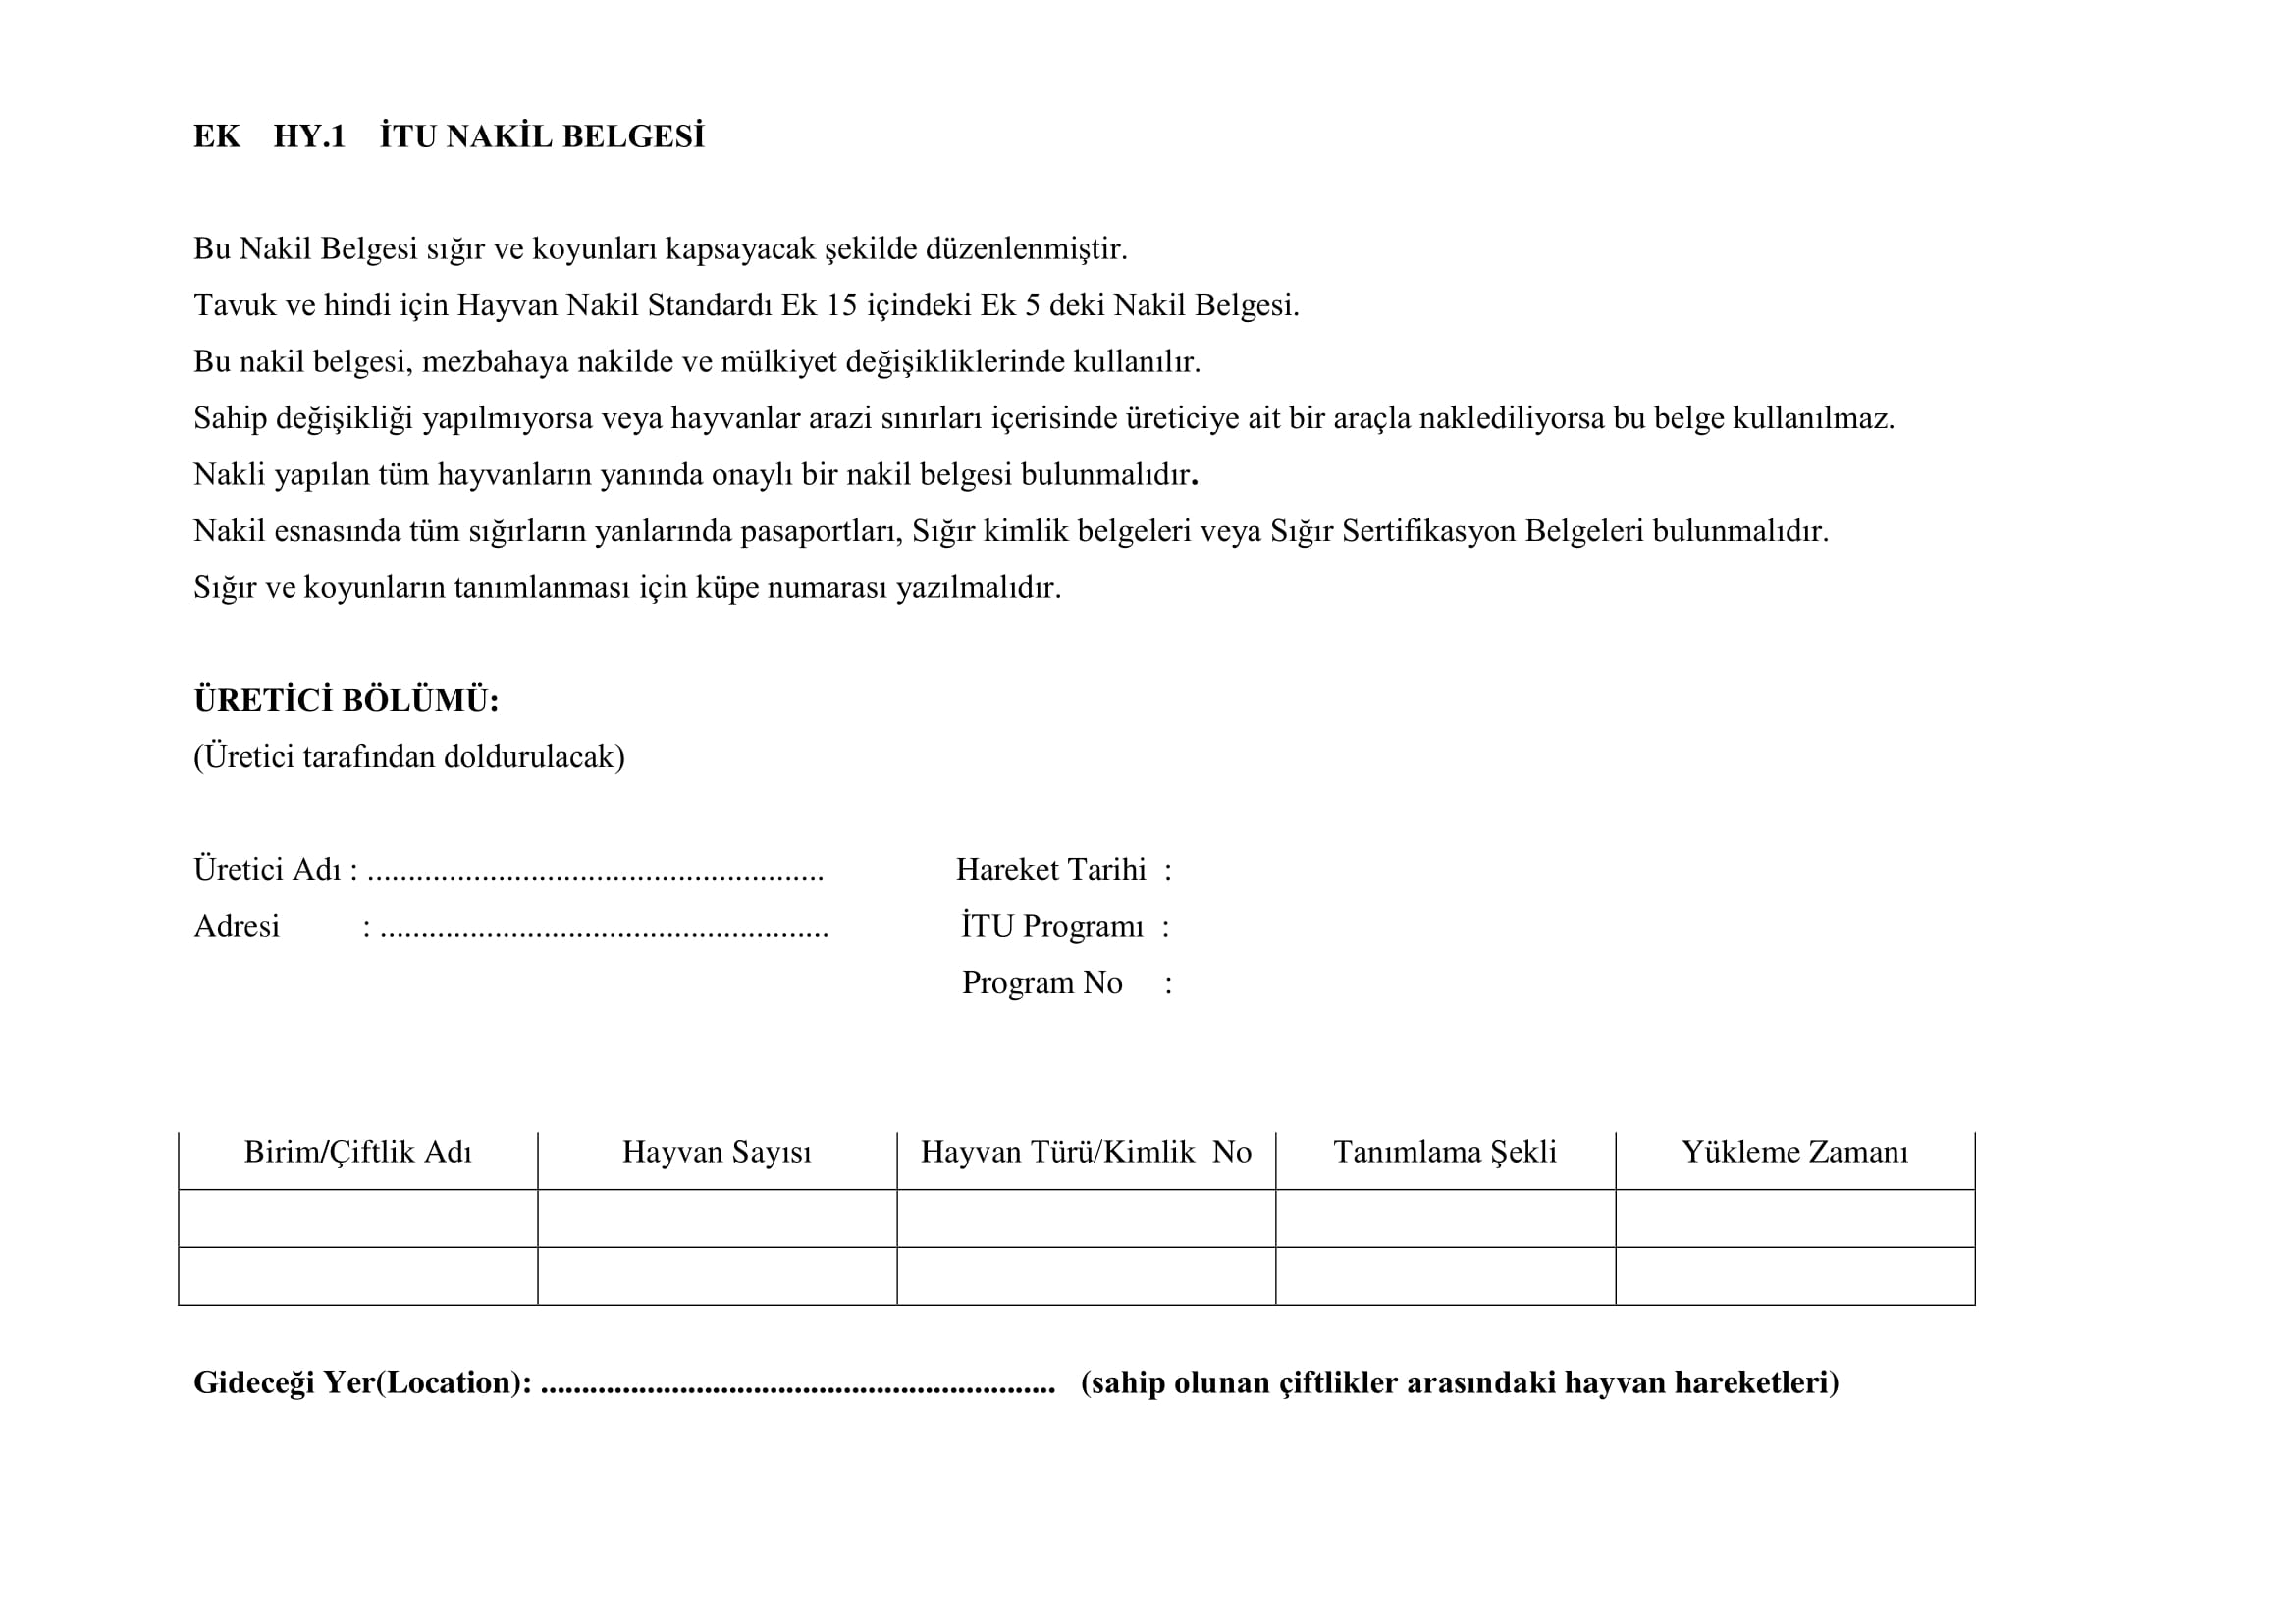 EK HY.1 İTU NAKİL BELGESİ
Bu Nakil Belgesi sığır ve koyunları kapsayacak şekilde düzenlenmiştir.
Tavuk ve hindi için Hayvan Nakil Standardı Ek 15 içindeki Ek 5 deki Nakil Belgesi.
Bu nakil belgesi, mezbahaya nakilde ve mülkiyet değişikliklerinde kullanılır.
Sahip değişikliği yapılmıyorsa veya hayvanlar arazi sınırları içerisinde üreticiye ait bir araçla naklediliyorsa bu belge kullanılmaz.
Nakli yapılan tüm hayvanların yanında onaylı bir nakil belgesi bulunmalıdır.
Nakil esnasında tüm sığırların yanlarında pasaportları, Sığır kimlik belgeleri veya Sığır Sertifikasyon Belgeleri bulunmalıdır.
Sığır ve koyunların tanımlanması için küpe numarası yazılmalıdır.
ÜRETİCİ BÖLÜMÜ:
(Üretici tarafından doldurulacak)
Üretici Adı : ........................................................ Hareket Tarihi :
Adresi : ....................................................... İTU Programı :
Program No :
Birim/Çiftlik Adı Hayvan Sayısı Hayvan Türü/Kimlik No Tanımlama Şekli Yükleme Zamanı
Gideceği Yer(Location): ............................................................... (sahip olunan çiftlikler arasındaki hayvan hareketleri)